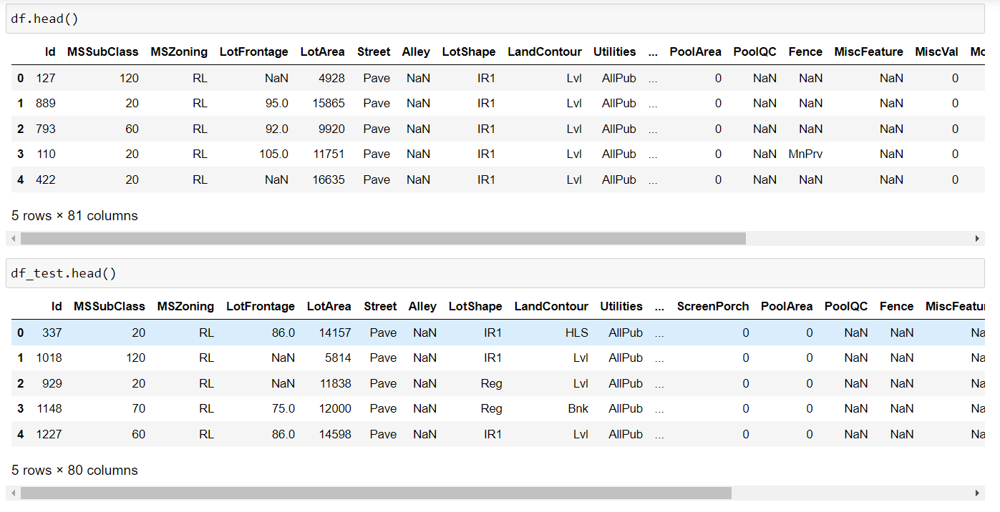 df.head()
Id MSSubClass MSZoning LotFrontage LotArea Street Alley LotShape LandContour Utilities ... PoolArea PoolQC Fence MiscFeature MiscVal Mc
0 127 120 RL NaN 4928 Pave NaN IR1 Lvl AllPub ... 0 NaN NaN NaN 0
1 889 20 RL 95.0 15865 Pave NaN IR1 Lvl AllPub ... 0 NaN NaN NaN 0
2 793 60 RL 92.0 9920 Pave NaN IR1 Lvl AllPub ... 0 NaN NaN NaN 0
3 110 20 RL 105.0 11751 Pave NaN IR1 Lvl AllPub ... 0 NaN MnPrv NaN 0
4 422 20 RL NaN 16635 Pave NaN IR1 Lvl AllPub ... 0 NaN NaN NaN 0
5 rows × 81 columns
df_test.head()
Id MSSubClass MSZoning LotFrontage LotArea Street Alley LotShape LandContour Utilities ... ScreenPorch PoolArea PoolQC Fence MiscFeatur
0 337 20 RL 86.0 14157 Pave NaN IR1 HLS AllPub ... 0 0 NaN NaN Na
1 1018 120 RL NaN 5814 Pave NaN IR1 Lvl AllPub ... 0 0 NaN NaN Na
2 929 20 RL NaN 11838 Pave NaN Reg Lvl AllPub ... 0 0 NaN NaN Na
3 1148 70 RL 75.0 12000 Pave NaN Reg Bnk AllPub ... 0 0 NaN NaN Na
4 1227 60 RL 86.0 14598 Pave NaN IR1 Lvl AllPub ... 0 0 NaN NaN Na
5 rows × 80 columns